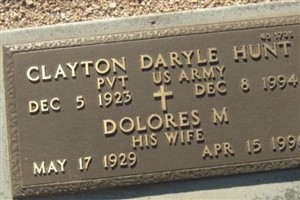 CLAYTON DARYLE HUNT
PVT US ARMY
DEC 5 1923 DEC 8 1994
DOLORES M
HIS WIFE
MAY 17 1929 APR 15 1996